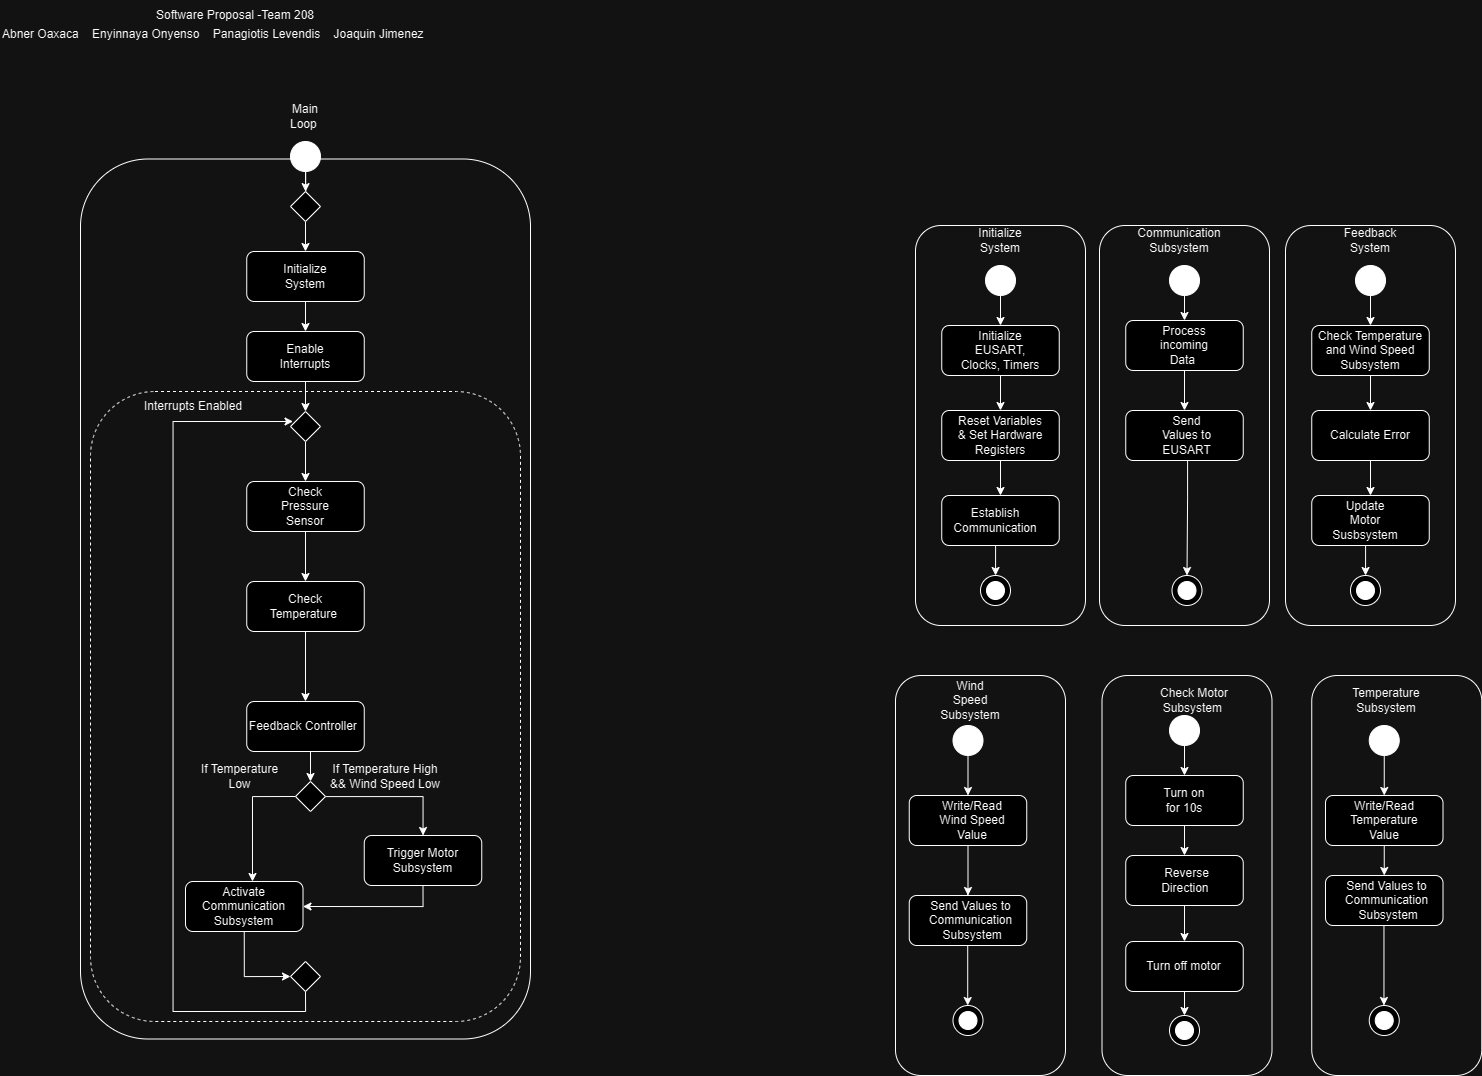 Software Proposal -Team 208
Abner Oaxaca Enyinnaya Onyenso Panagiotis Levendis Joaquin Jimenez
Main
Loop
Initialize
System
Enable
Interrupts
Interrupts Enabled
Check
Pressure
Sensor
Check
Temperature
Feedback Controller
If Temperature
Low
If Temperature High
&& Wind Speed Low
Trigger Motor
Subsystem
Activate
Communication
Subsystem
Initialize
System
Initialize
EUSART,
Clocks, Timers
Reset Variables
& Set Hardware
Registers
Establish
Communication
Communication
Subsystem
Process
incoming
Data
Send
Values to
EUSART
Feedback
System
Check Temperature
and Wind Speed
Subsystem
Calculate Error
Update
Motor
Susbsystem
Wind
Speed
Subsystem
Write/Read
Wind Speed
Value
Send Values to
Communication
Subsystem
Check Motor
Subsystem
Turn on
for 10s
Reverse
Direction
Turn off motor
Temperature
Subsystem
Write/Read
Temperature
Value
Send Values to
Communication
Subsystem